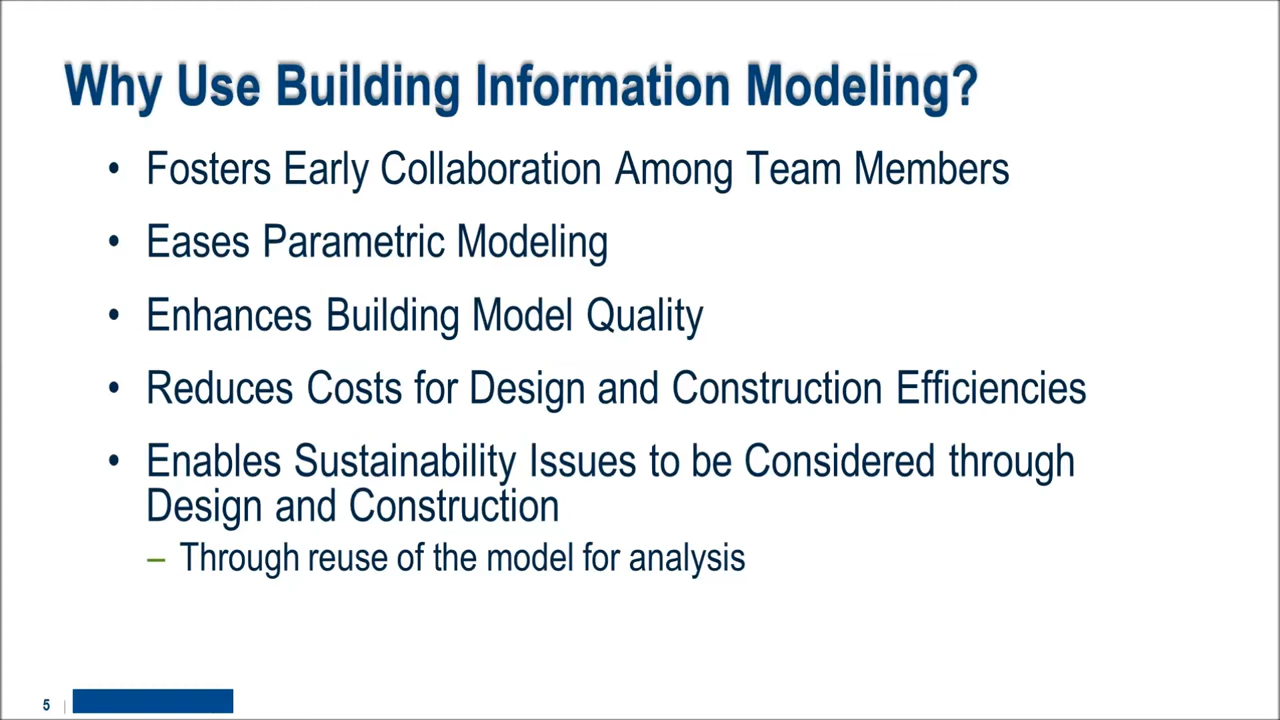 Why Use Building Information Modeling?
• Fosters Early Collaboration Among Team Members
• Eases Parametric Modeling
• Enhances Building Model Quality
• Reduces Costs for Design and Construction Efficiencies
• Enables Sustainability Issues to be Considered through
Design and Construction
– Through reuse of the model for analysis
5 |